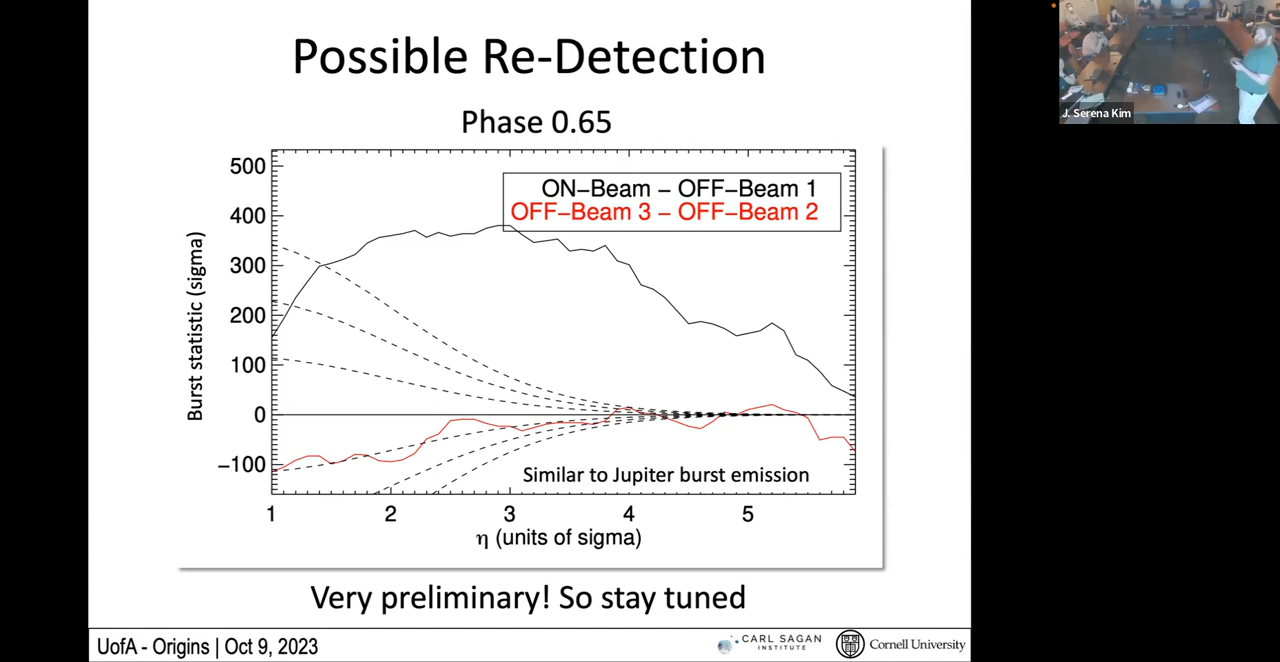 Possible Re-Detection
Phase 0.65
ON−Beam − OFF−Beam 1
OFF−Beam 3 − OFF−Beam 2
500
400
300
200
100
0
−100
Burst statistic (sigma)
Similar to Jupiter burst emission
1 2 3 4 5
η (units of sigma)
Very preliminary! So stay tuned
UofA - Origins | Oct 9, 2023
CARL SAGAN
INSTITUTE
Cornell University
J. Serena Kim